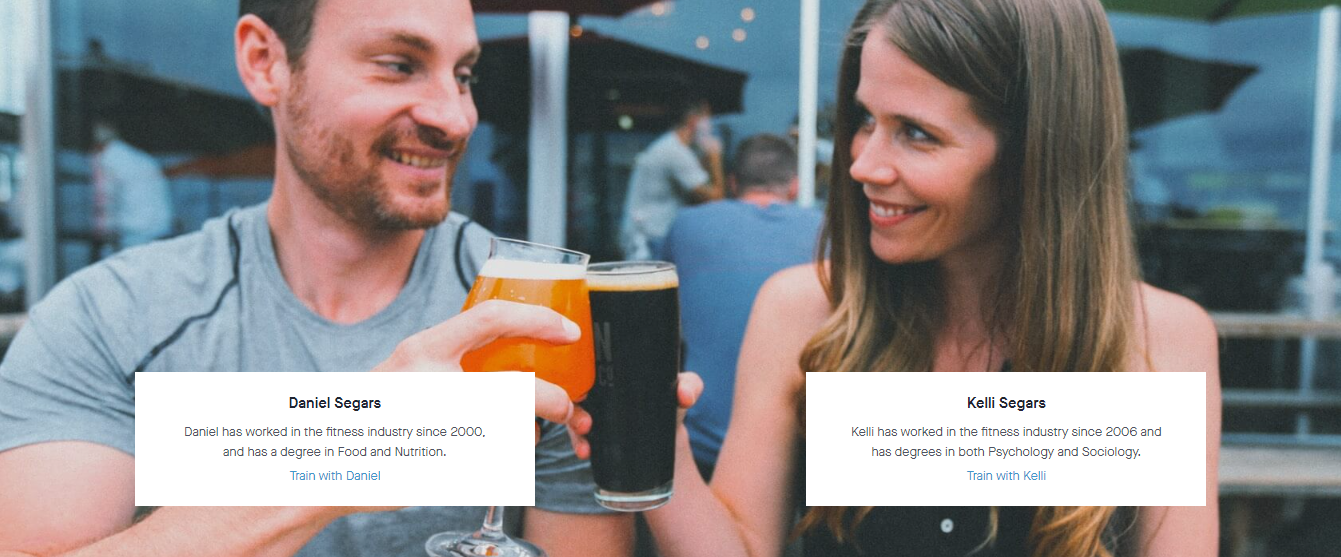 Daniel Segars
Daniel has worked in the fitness industry since 2000,
and has a degree in Food and Nutrition.
Train with Daniel
Kelli Segars
Kelli has worked in the fitness industry since 2006 and
has degrees in both Psychology and Sociology.
Train with Kelli